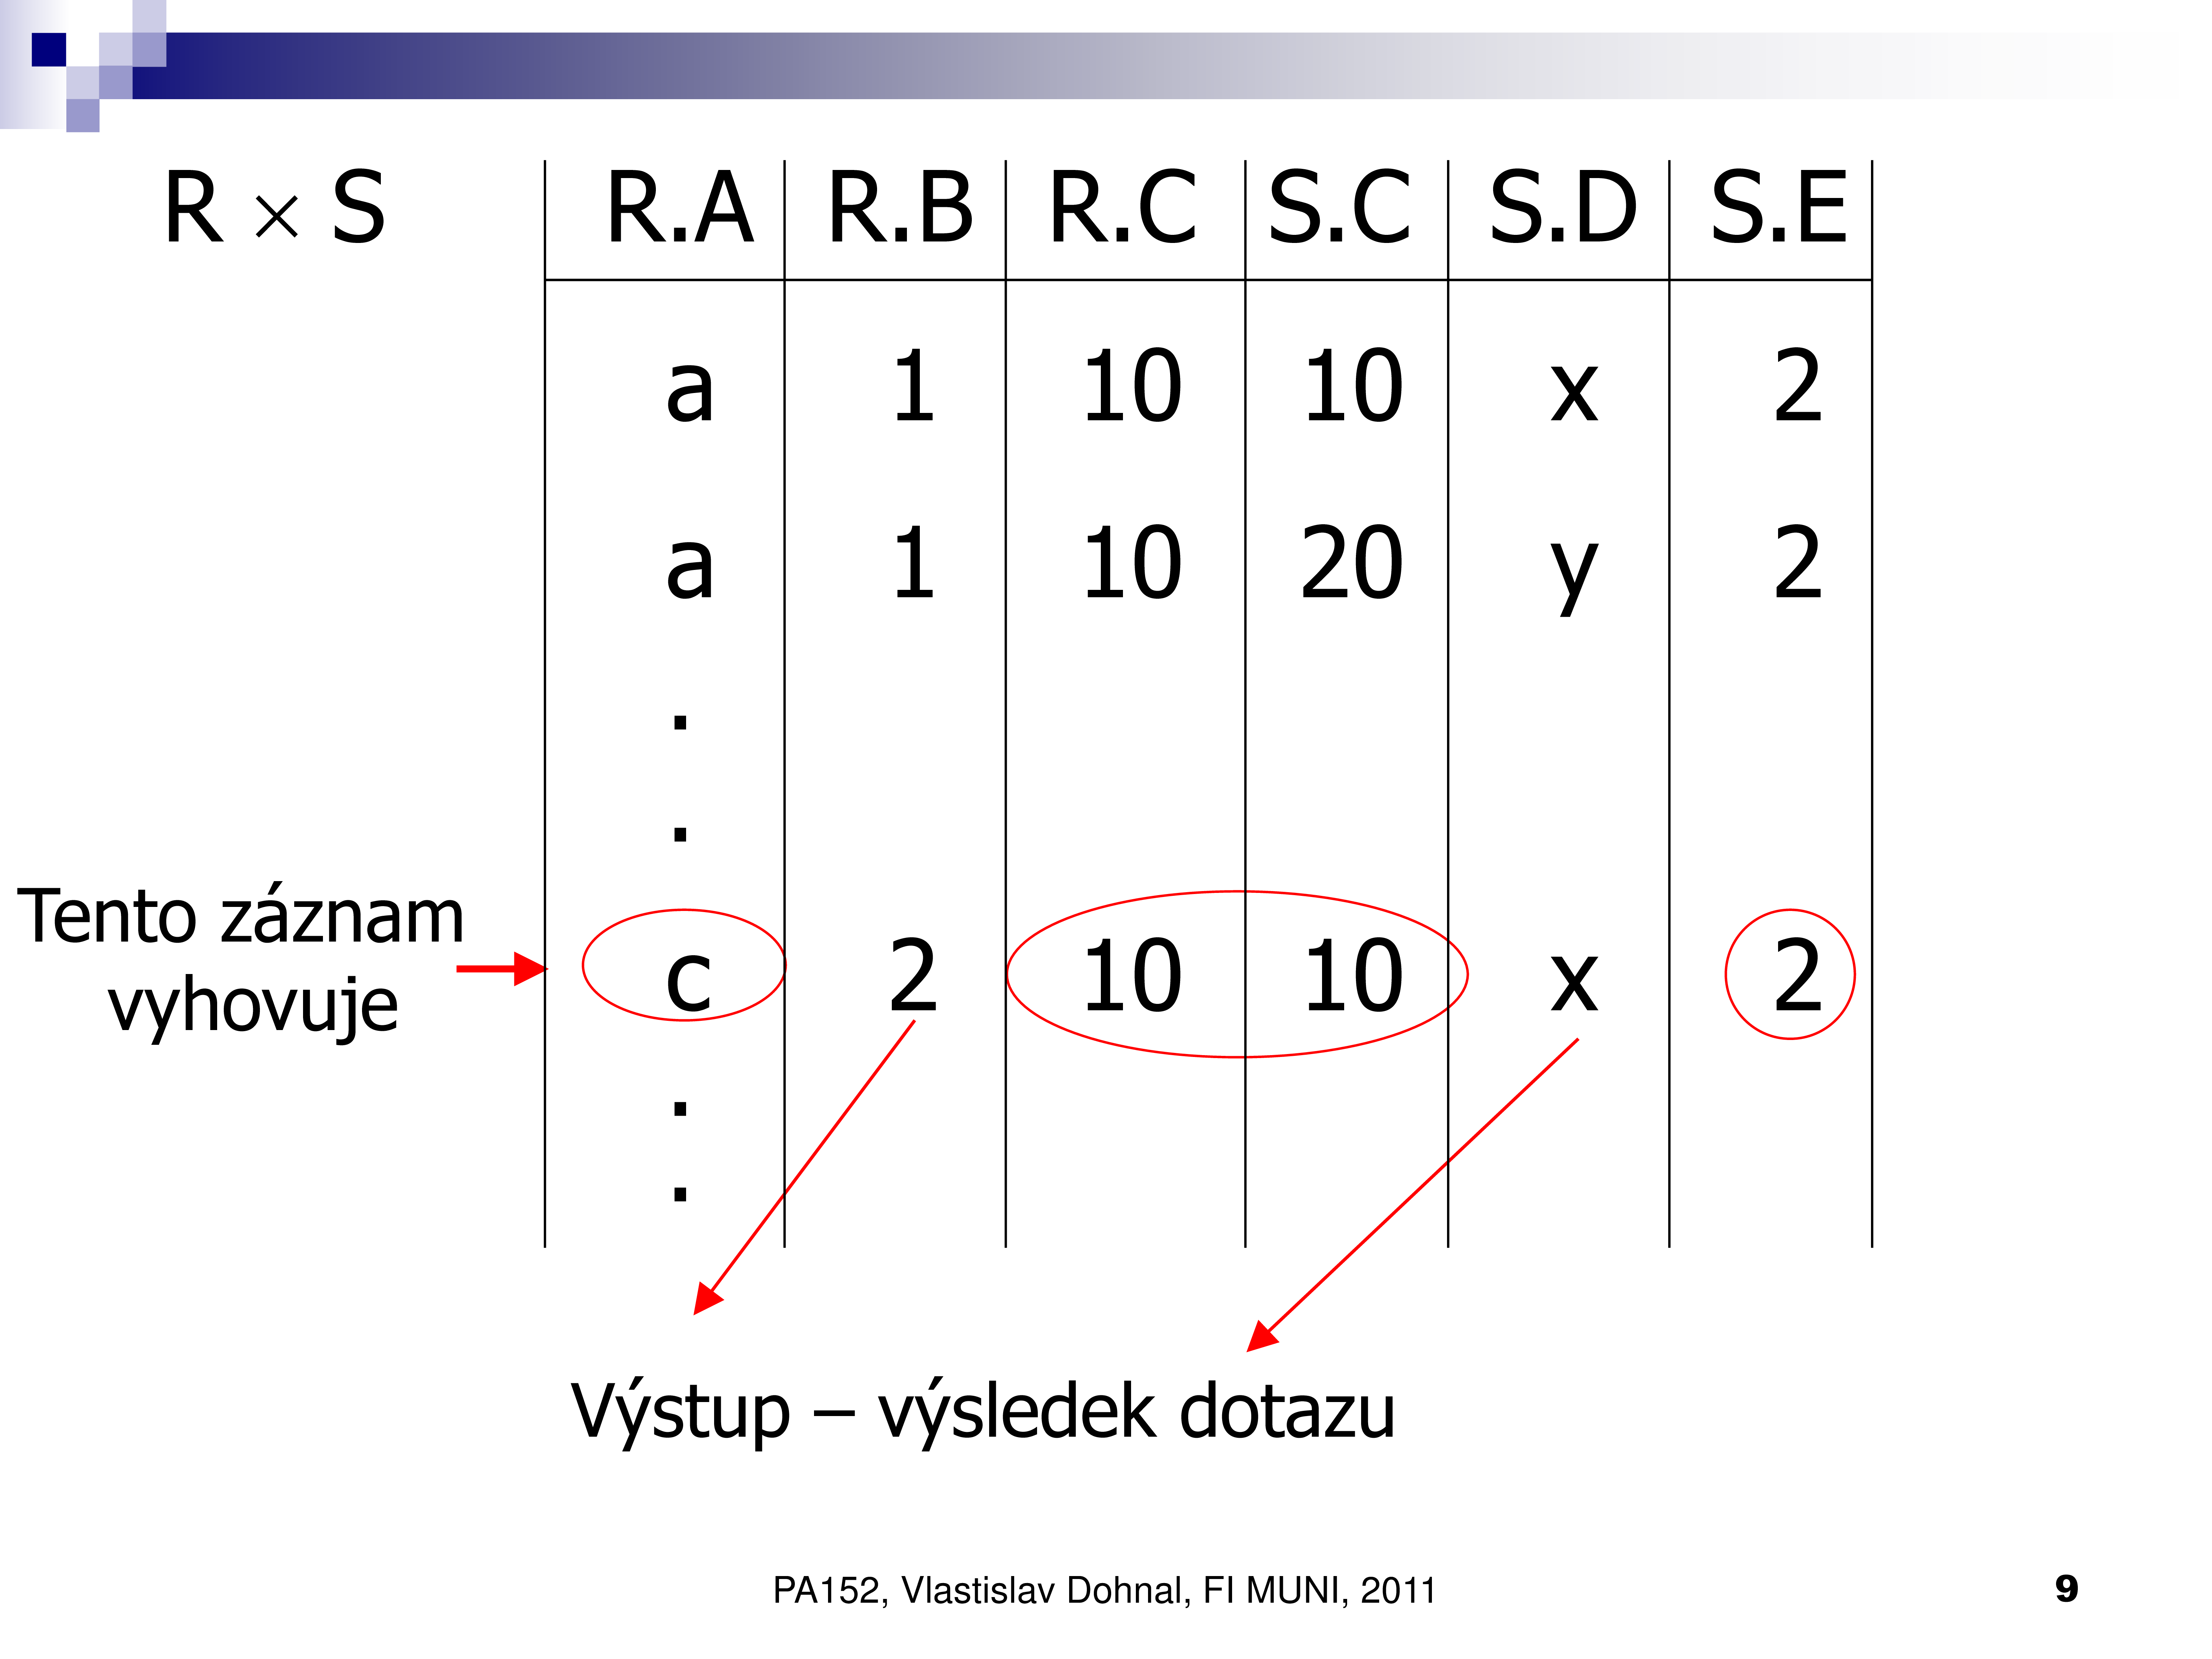 R × S R.A R.B R.C S.C S.D S.E
a 1 10 10 x 2
a 1 10 20 y 2
.
.
Tento záznam
vyhovuje
c 2 10 10 x 2
.
.
Výstup – výsledek dotazu
PA152, Vlastislav Dohnal, FI MUNI, 2011 9